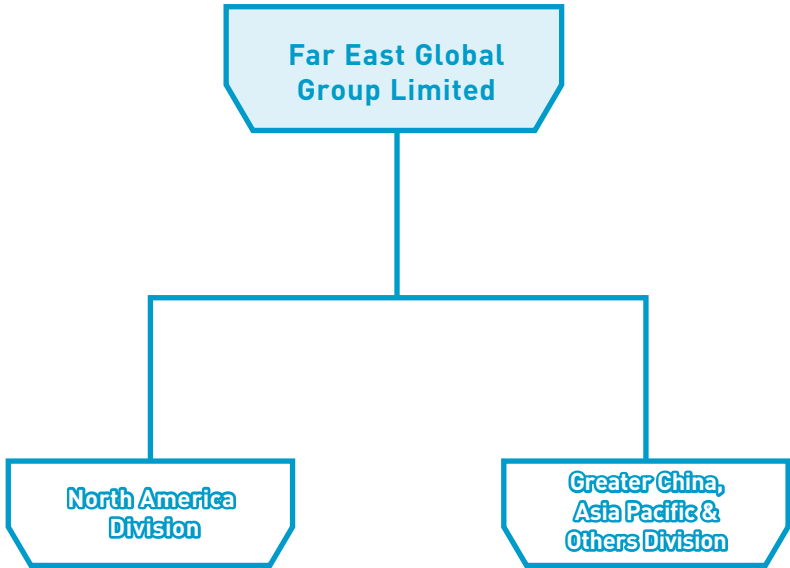 Far East Global
Group Limited
North America
Division
Greater China,
Asia Pacific &
Others Division